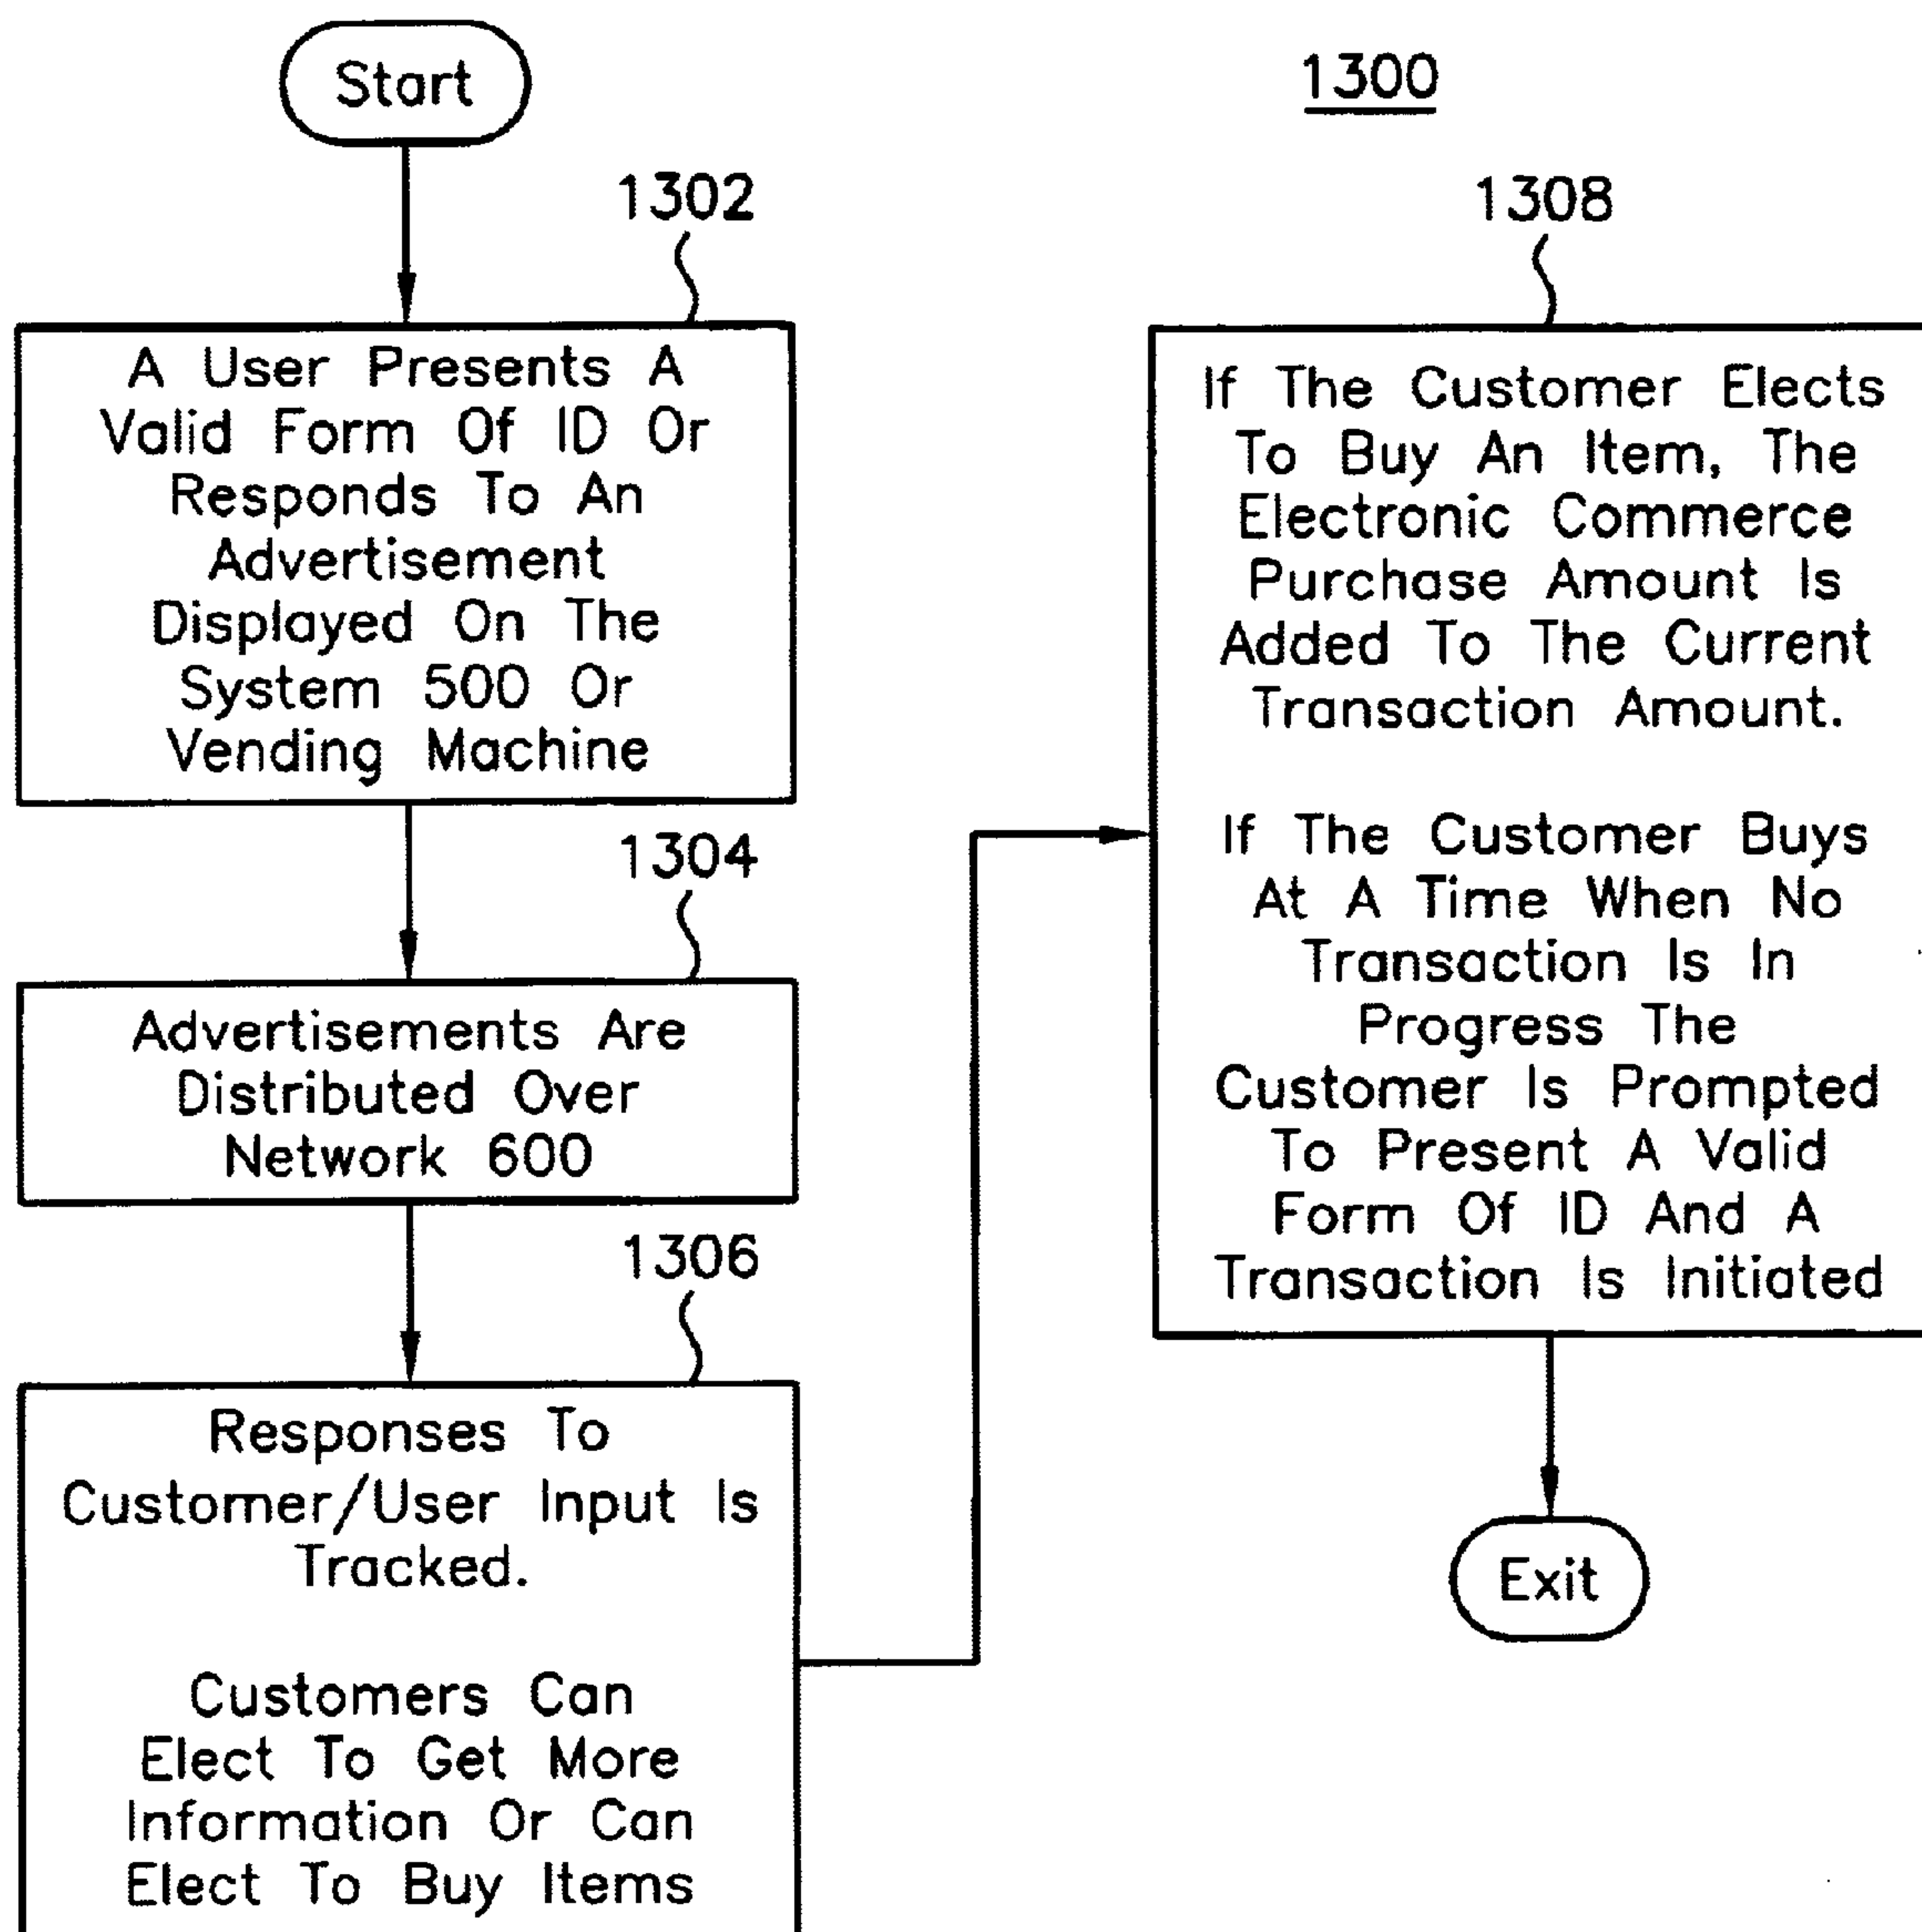 Start
1302
A User Presents A
Valid Form Of ID Or
Responds To An
Advertisement
Displayed On The
System 500 Or
Vending Machine
1304
Advertisements Are
Distributed Over
Network 600
1306
Responses To
Customer/User Input Is
Tracked.
Customers Can
Elect To Get More
Information Or Can
Elect To Buy Items
1300
1308
If The Customer Elects
To Buy An Item, The
Electronic Commerce
Purchase Amount Is
Added To The Current
Transaction Amount.
If The Customer Buys
At A Time When No
Transaction Is In
Progress The
Customer Is Prompted
To Present A Valid
Form Of ID And A
Transaction Is Initiated
Exit